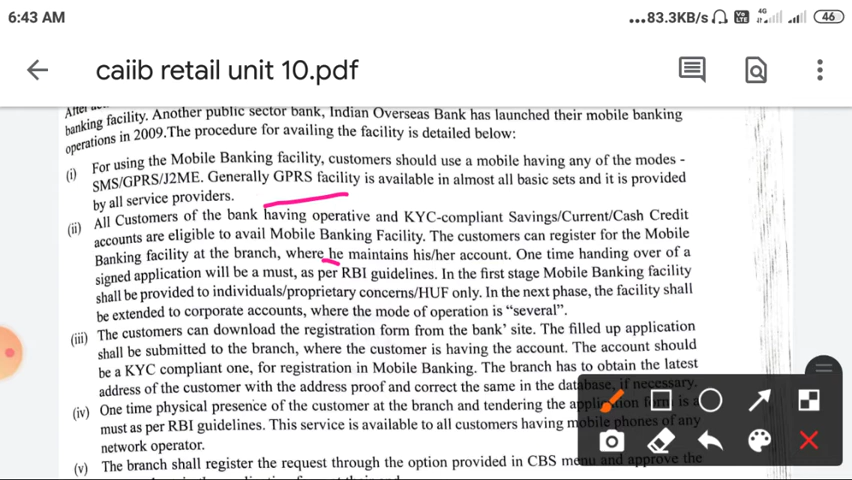 6:43 AM
...83.3KB/s Vo LTE 4G 46
caiib retail unit 10.pdf
After
banking facility. Another public sector bank, Indian Overseas Bank has launched their mobile banking
operations in 2009.The procedure for availing the facility is detailed below:
(i) For using the Mobile Banking facility, customers should use a mobile having any of the modes -
SMS/GPRS/J2ME. Generally GPRS facility is available in almost all basic sets and it is provided
by all service providers.
(ii) All Customers of the bank having operative and KYC-compliant Savings/Current/Cash Credit
accounts are eligible to avail Mobile Banking Facility. The customers can register for the Mobile
Banking facility at the branch, where he maintains his/her account. One time handing over of a
signed application will be a must, as per RBI guidelines. In the first stage Mobile Banking facility
shall be provided to individuals/proprietary concerns/HUF only. In the next phase, the facility shall
be extended to corporate accounts, where the mode of operation is “several”.
(iii) The customers can download the registration form from the bank' site. The filled up application
shall be submitted to the branch, where the customer is having the account. The account should
be a KYC compliant one, for registration in Mobile Banking. The branch has to obtain the latest
address of the customer with the address proof and correct the same in the database, if necessary.
(iv) One time physical presence of the customer at the branch and tendering the application form is a
must as per RBI guidelines. This service is available to all customers having mobile phones of any
network operator.
(v) The branch shall register the request through the option provided in CBS menu and approve the